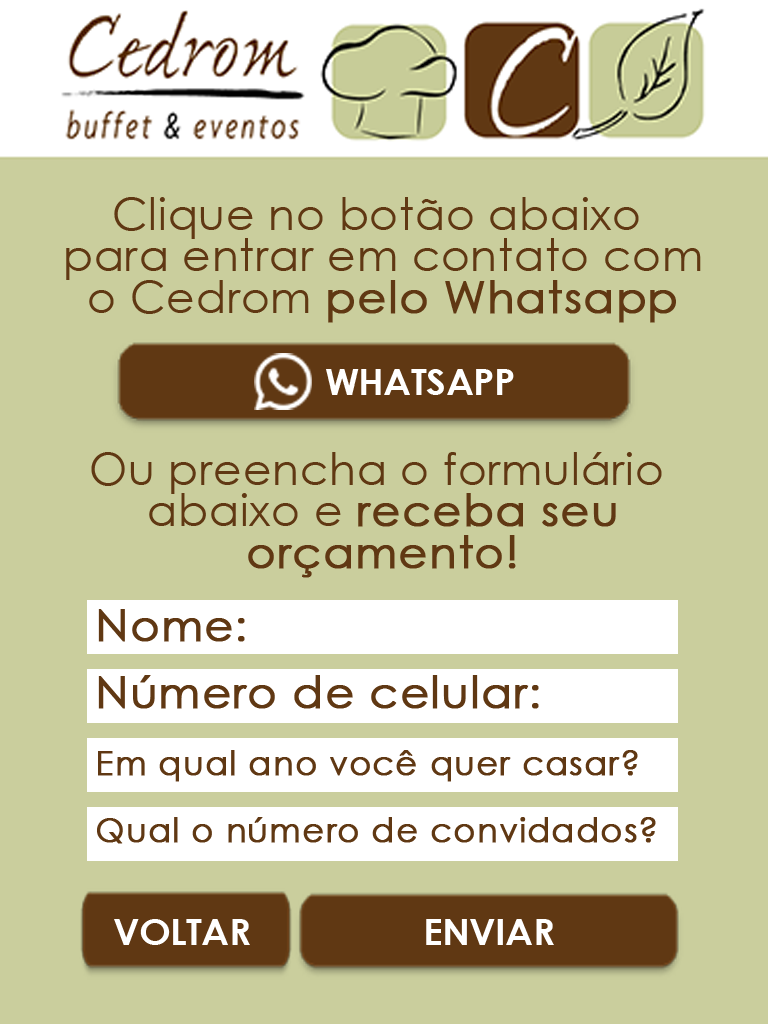 Cedrom
buffet & eventos
C
Clique no botão abaixo
para entrar em contato com
o Cedrom pelo Whatsapp
WHATSAPP
Ou preencha o formulário
abaixo e receba seu
orçamento!
Nome:
Número de celular:
Em qual ano você quer casar?
Qual o número de convidados?
VOLTAR
ENVIAR